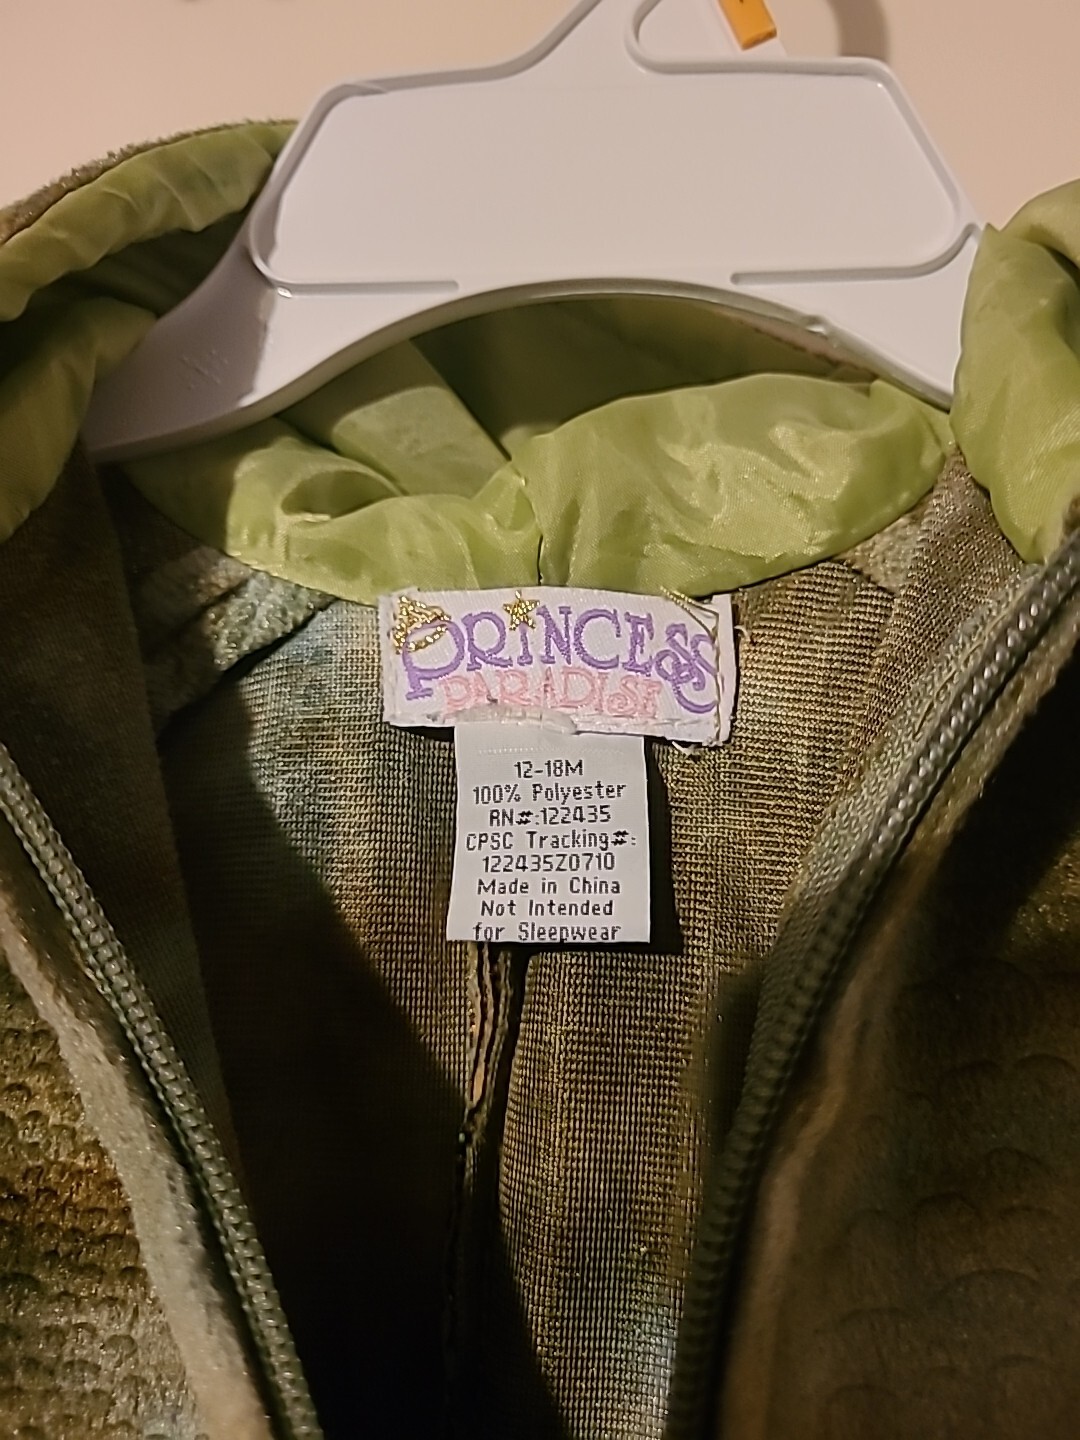 PRiNCESS
PARADISE
12-18M
100% Polyester
RN#:122435
CPSC Tracking#:
122435Z0710
Made in China
Not Intended
for Sleepwear